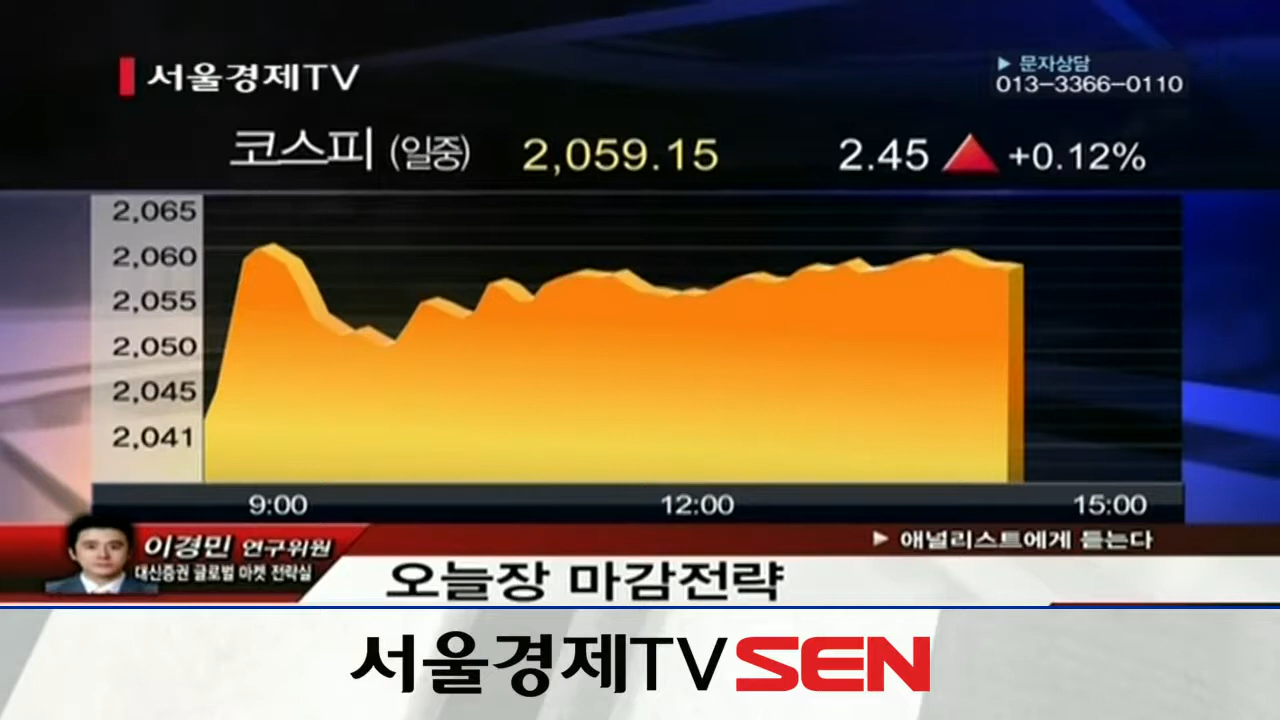 서울경제TV
▶ 문자상담
013-3366-0110
코스피 (일중) 2,059.15 2.45 ▲ +0.12%
2,065
2,060
2,055
2,050
2,045
2,041
9:00 12:00 15:00
이경민 연구위원
대신증권 글로벌 마켓 전략실
▶ 애널리스트에게 듣는다
오늘장 마감전략
서울경제TV SEN